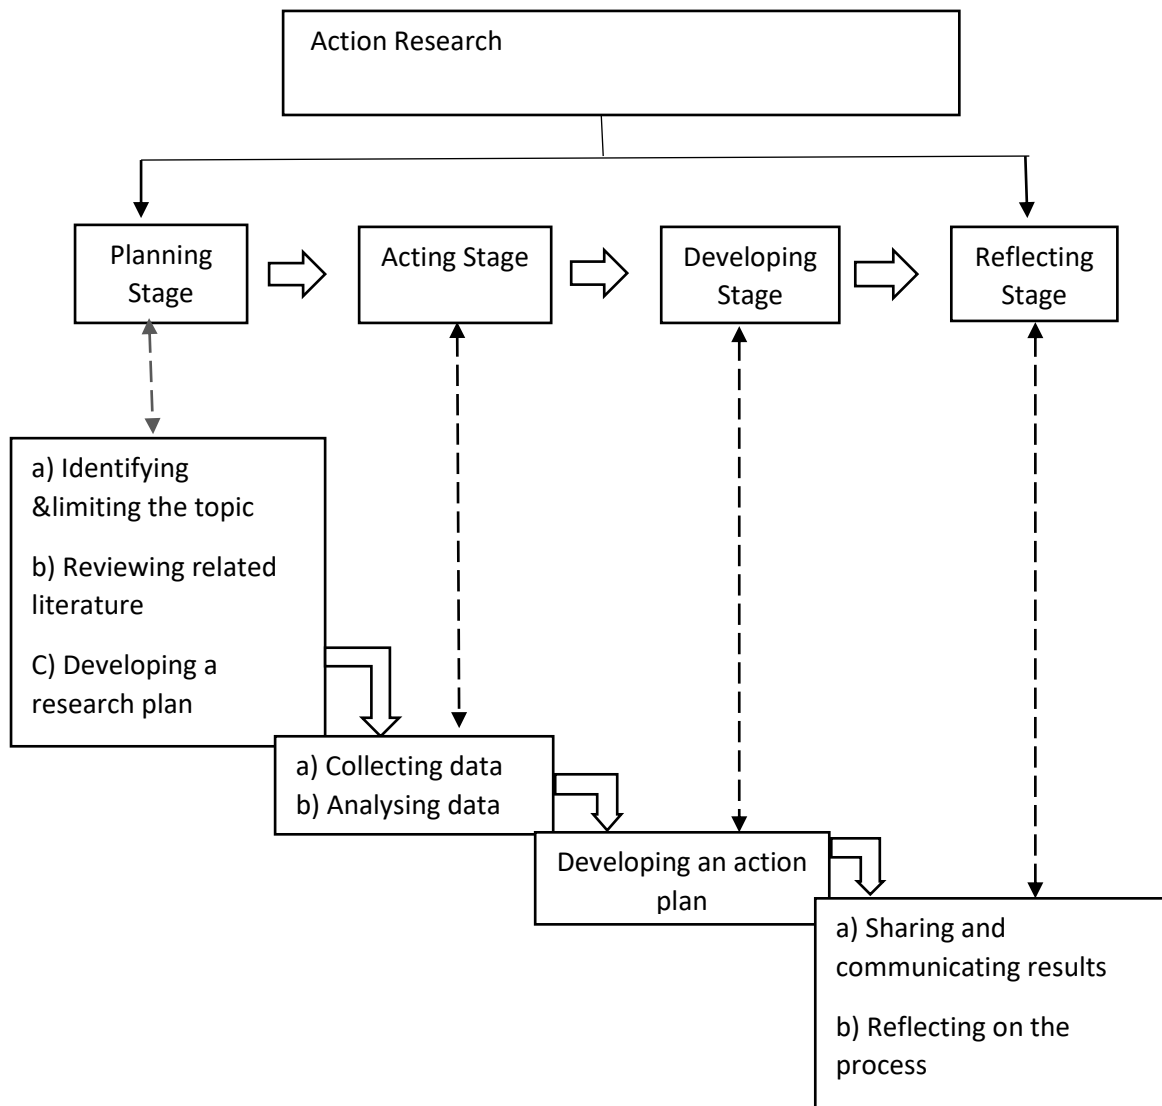 Action Research
Planning
Stage
Acting Stage
Developing
Stage
Reflecting
Stage
a) Identifying
&limiting the topic
b) Reviewing related
literature
C) Developing a
research plan
a) Collecting data
b) Analysing data
Developing an action
plan
a) Sharing and
communicating results
b) Reflecting on the
process